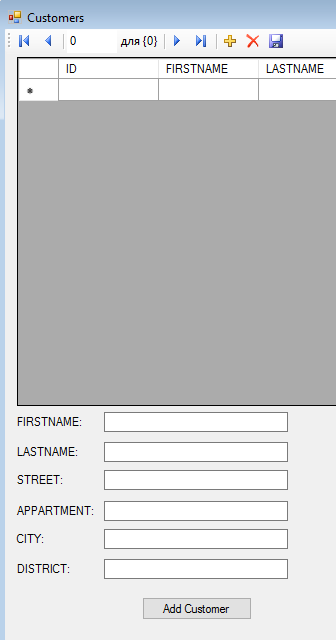 Customers
0 для {0}
ID FIRSTNAME LASTNAME
FIRSTNAME:
LASTNAME:
STREET:
APPARTMENT:
CITY:
DISTRICT:
Add Customer